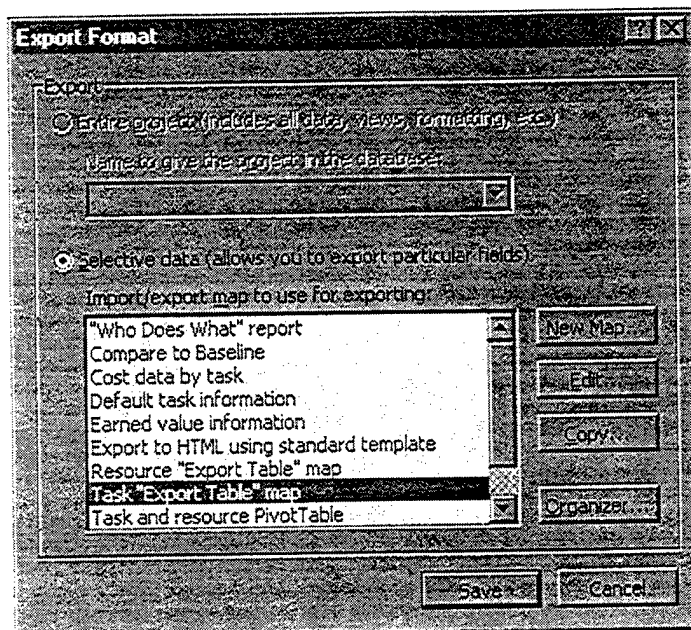 Export Format
Export
Entire project (includes all data, views, formatting, etc.)
Name to give the project in the database:
Selective data (allows you to export particular fields):
Import/export map to use for exporting:
"Who Does What" report
Compare to Baseline
Cost data by task
Default task information
Earned value information
Export to HTML using standard template
Resource "Export Table" map
Task "Export Table" map
Task and resource PivotTable
New Map...
Edit...
Copy...
Organizer...
Save
Cancel